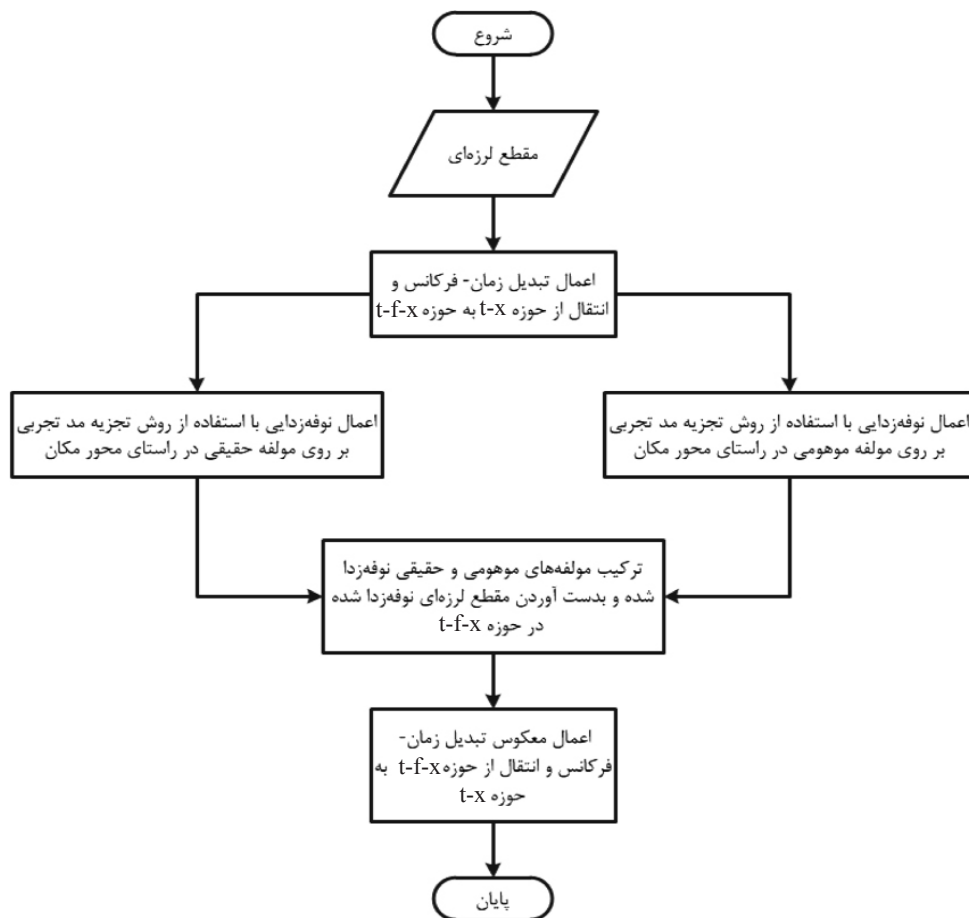 شروع
مقطع لرزه‌ای
اعمال تبدیل زمان- فرکانس و
انتقال از حوزه t-x به حوزه t-f-x
اعمال نوفه‌زدایی با استفاده از روش تجزیه مد تجربی
بر روی مولفه موهومی در راستای محور مکان
اعمال نوفه‌زدایی با استفاده از روش تجزیه مد تجربی
بر روی مولفه حقیقی در راستای محور مکان
ترکیب مولفه‌های موهومی و حقیقی نوفه‌زدا
شده و بدست آوردن مقطع لرزه‌ای نوفه‌زدا شده
در حوزه t-f-x
اعمال معکوس تبدیل زمان-
فرکانس و انتقال از حوزه t-f-x به
حوزه t-x
پایان